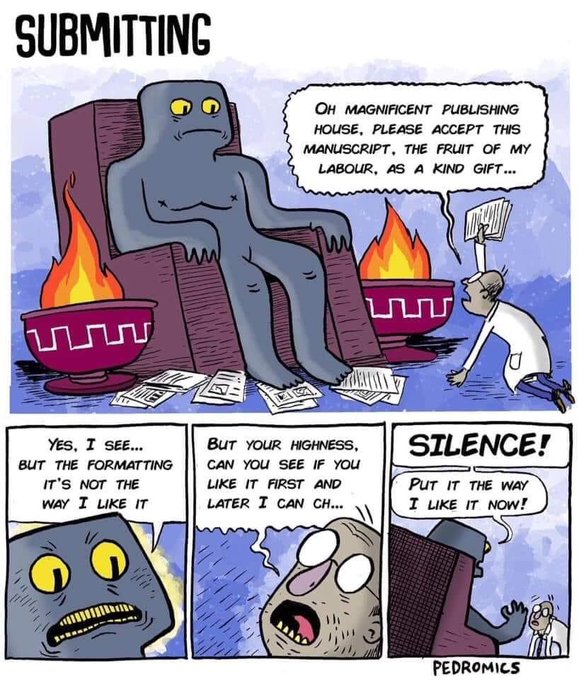 SUBMITTING
OH MAGNIFICENT PUBLISHING
HOUSE, PLEASE ACCEPT THIS
MANUSCRIPT, THE FRUIT OF MY
LABOUR, AS A KIND GIFT...
YES, I SEE...
BUT THE FORMATTING
IT'S NOT THE
WAY I LIKE IT
BUT YOUR HIGHNESS,
CAN YOU SEE IF YOU
LIKE IT FIRST AND
LATER I CAN CH...
SILENCE!
PUT IT THE WAY
I LIKE IT NOW!
PEDROMICS